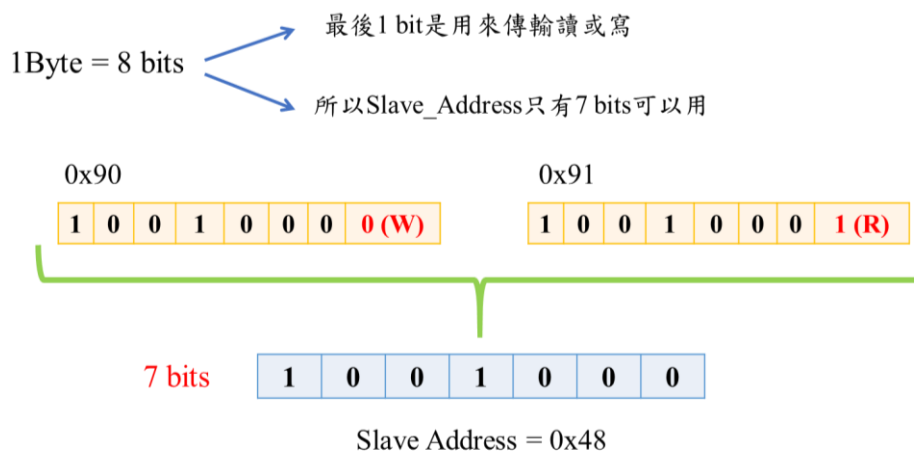 最後1 bit是用來傳輸讀或寫
1Byte = 8 bits
所以Slave_Address只有7 bits可以用
0x90 0x91
1 0 0 1 0 0 0 0 (W) 1 0 0 1 0 0 0 1 (R)
7 bits 1 0 0 1 0 0 0
Slave Address = 0x48